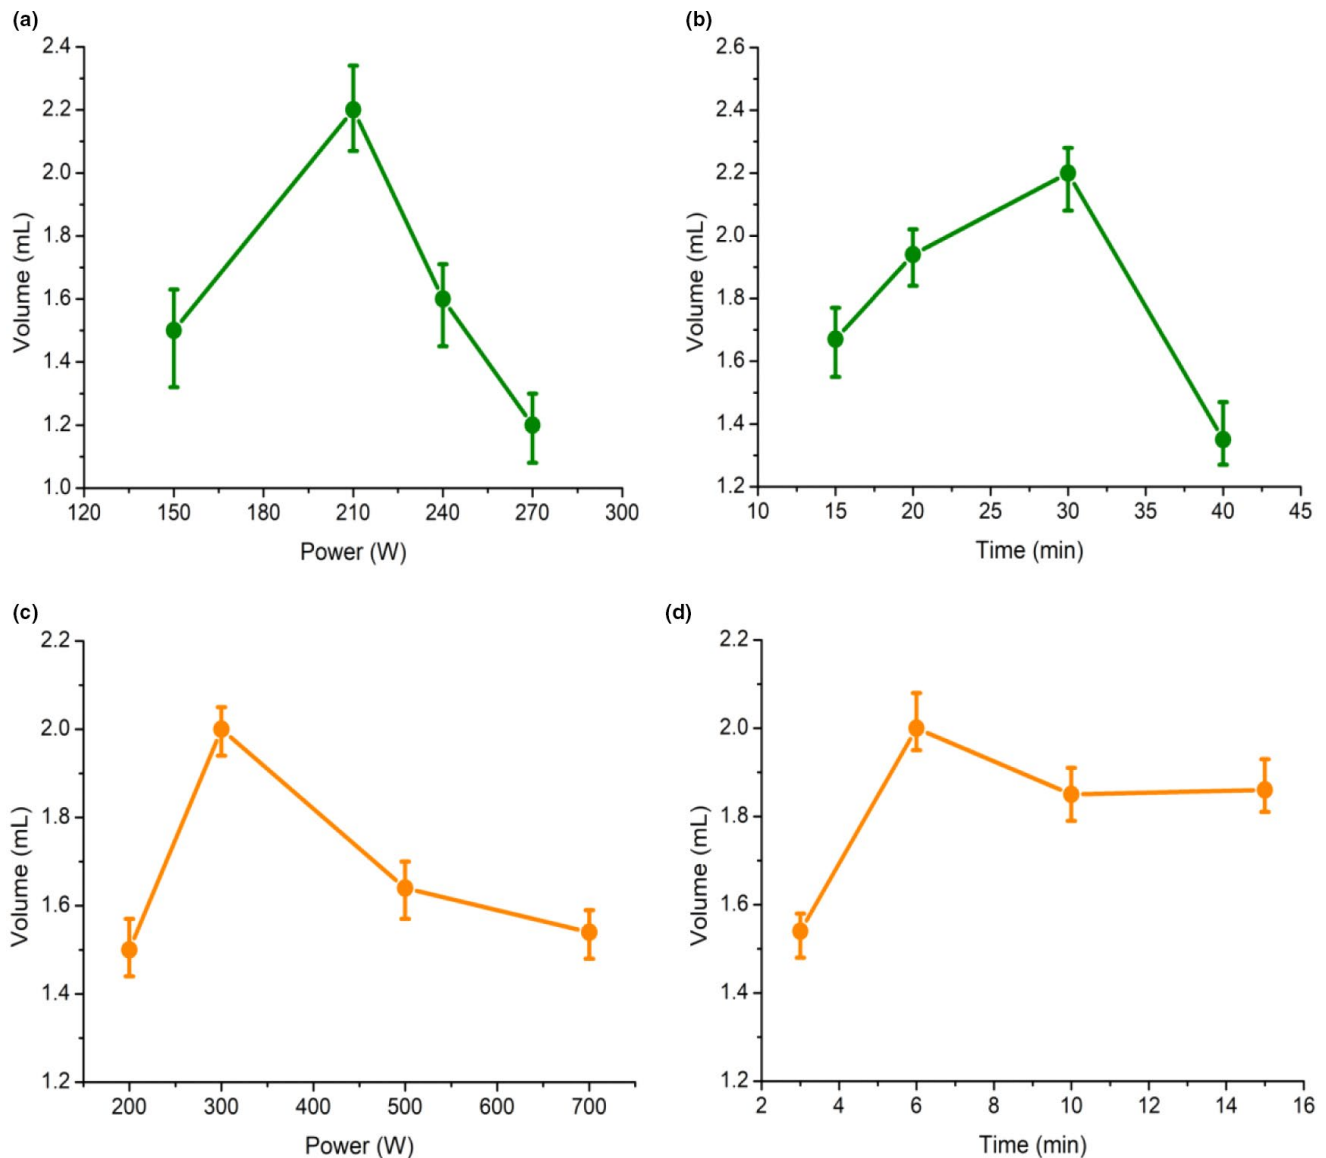 (a)
2.4
2.2
2.0
1.8
1.6
1.4
1.2
1.0
Volume (mL)
120 150 180 210 240 270 300
Power (W)
(b)
2.6
2.4
2.2
2.0
1.8
1.6
1.4
1.2
Volume (mL)
10 15 20 25 30 35 40 45
Time (min)
(c)
2.2
2.0
1.8
1.6
1.4
1.2
Volume (mL)
200 300 400 500 600 700
Power (W)
(d)
2.2
2.0
1.8
1.6
1.4
1.2
Volume (mL)
2 4 6 8 10 12 14 16
Time (min)